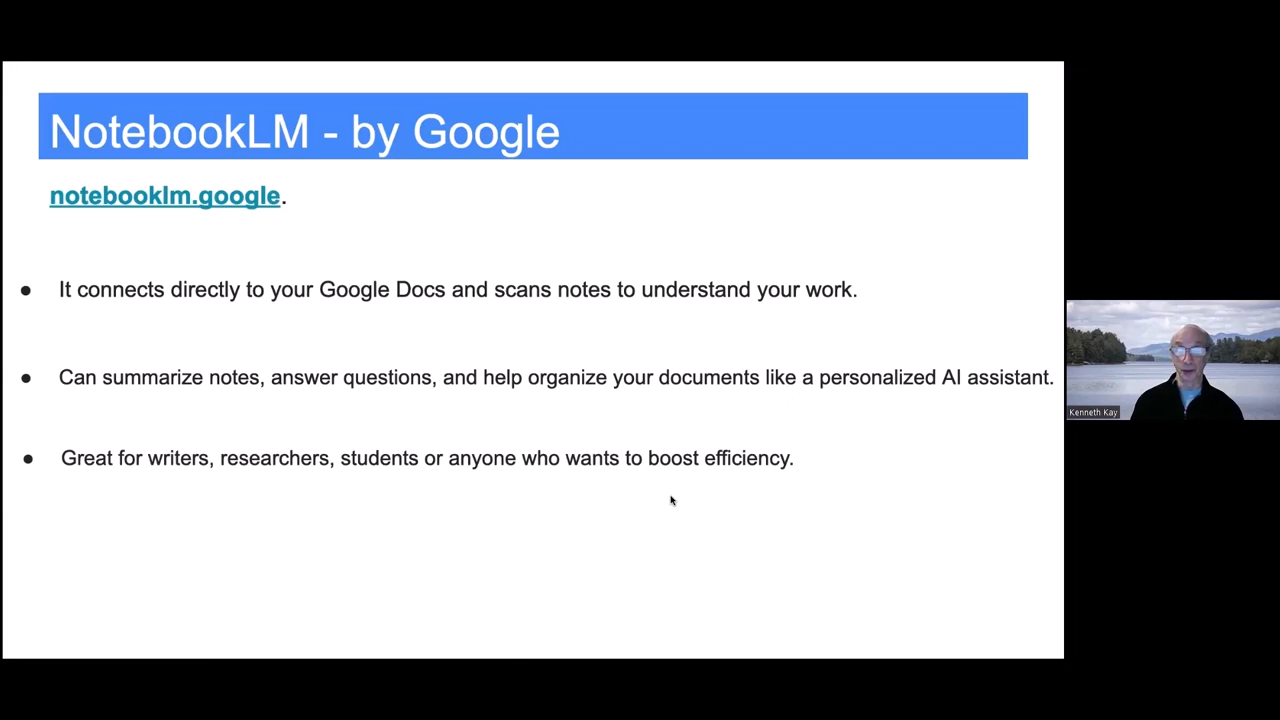 NotebookLM - by Google
notebooklm.google.
● It connects directly to your Google Docs and scans notes to understand your work.
● Can summarize notes, answer questions, and help organize your documents like a personalized AI assistant.
● Great for writers, researchers, students or anyone who wants to boost efficiency.
Kenneth Kay